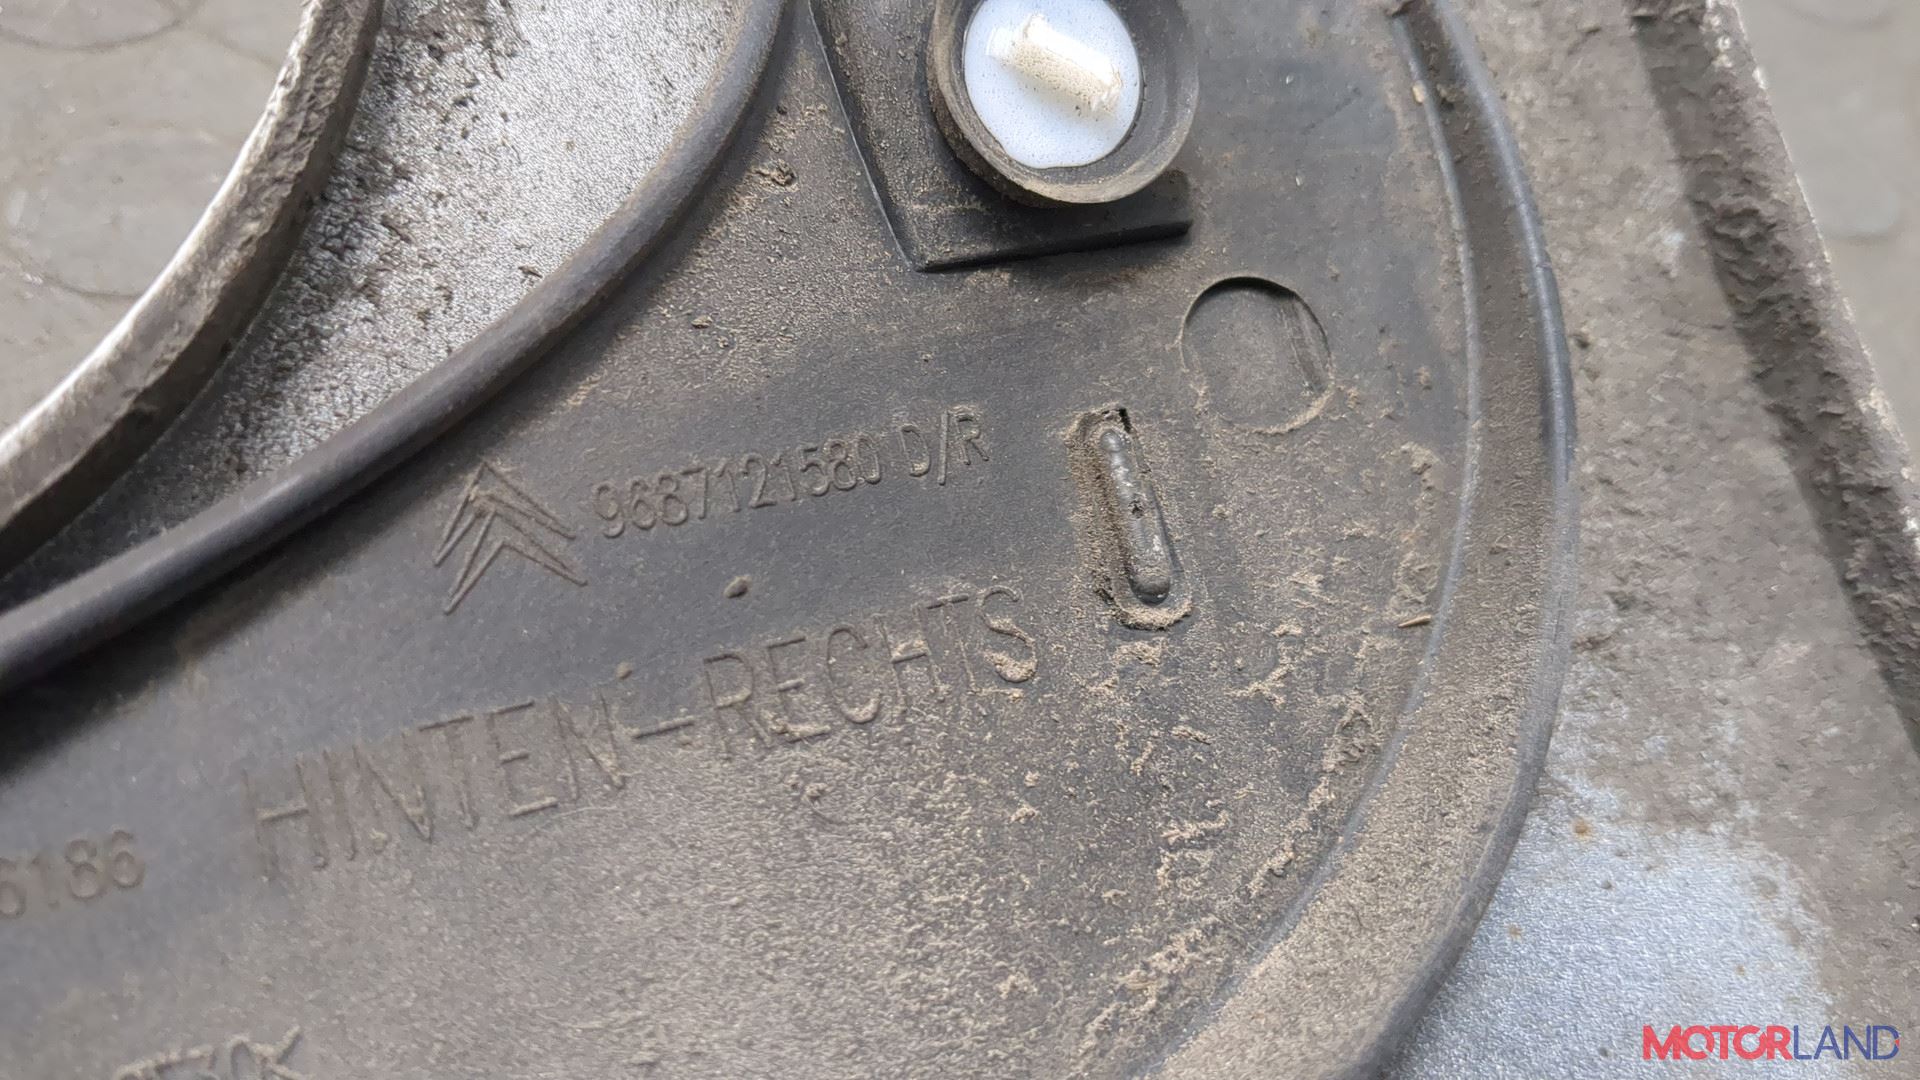 9687121580 D/R
HINTEN-RECHTS
6186
MOTORLAND